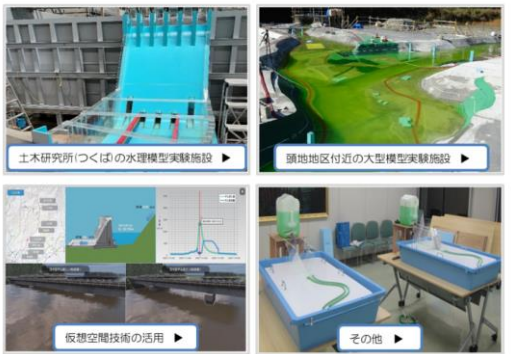 土木研究所(つくば)の水理模型実験施設 ▶
頭地地区付近の大型模型実験施設 ▶
仮想空間技術の活用 ▶
その他 ▶